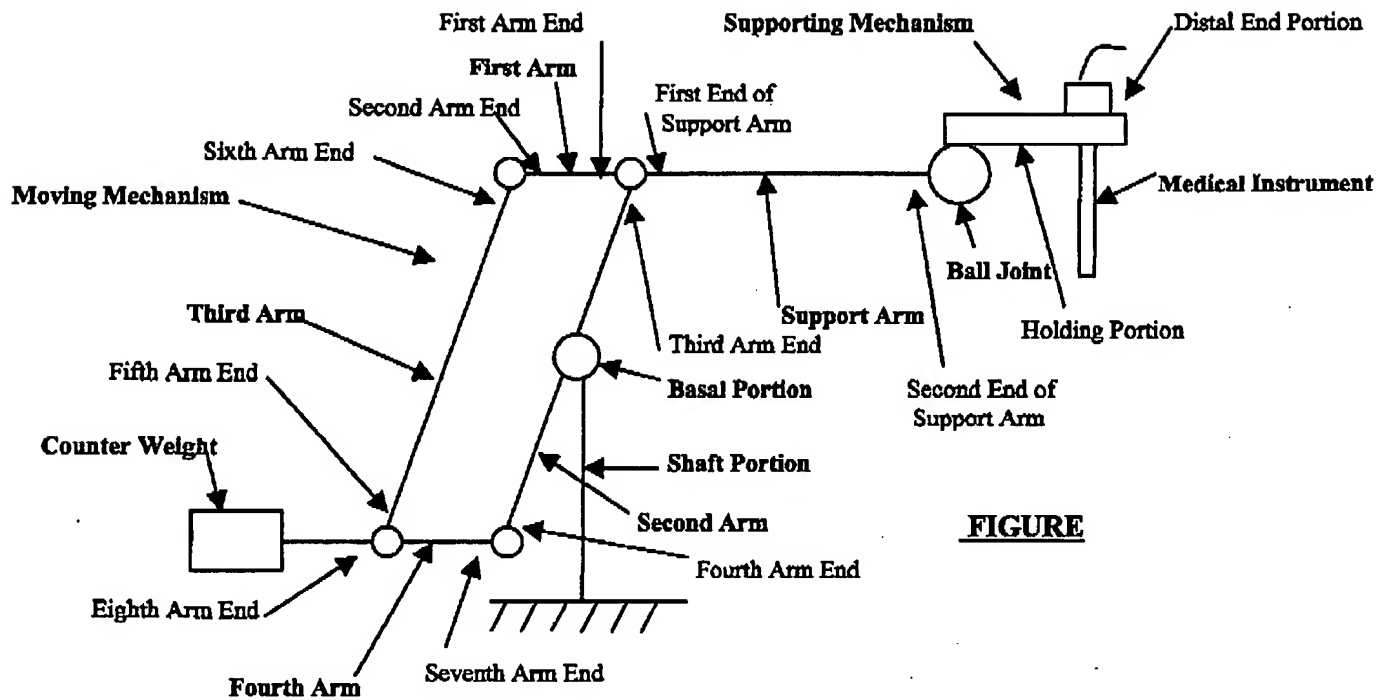 First Arm End
Supporting Mechanism
Distal End Portion
First Arm
Second Arm End
First End of
Support Arm
Sixth Arm End
Moving Mechanism
Medical Instrument
Ball Joint
Third Arm
Support Arm
Holding Portion
Third Arm End
Fifth Arm End
Basal Portion
Second End of
Support Arm
Counter Weight
Shaft Portion
Second Arm
FIGURE
Fourth Arm End
Eighth Arm End
Seventh Arm End
Fourth Arm